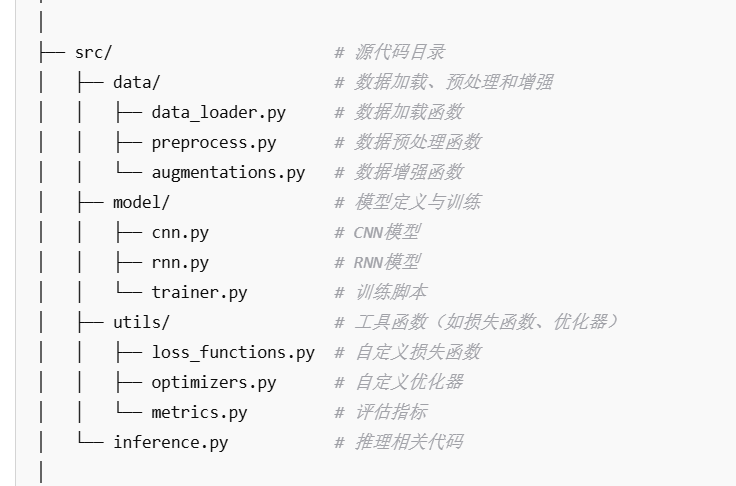 │
├── src/                       # 源代码目录
│   ├── data/                  # 数据加载、预处理和增强
│   │   ├── data_loader.py     # 数据加载函数
│   │   ├── preprocess.py      # 数据预处理函数
│   │   └── augmentations.py   # 数据增强函数
│   ├── model/                 # 模型定义与训练
│   │   ├── cnn.py             # CNN模型
│   │   ├── rnn.py             # RNN模型
│   │   └── trainer.py         # 训练脚本
│   ├── utils/                 # 工具函数（如损失函数、优化器）
│   │   ├── loss_functions.py  # 自定义损失函数
│   │   ├── optimizers.py      # 自定义优化器
│   │   └── metrics.py         # 评估指标
│   └── inference.py           # 推理相关代码
│